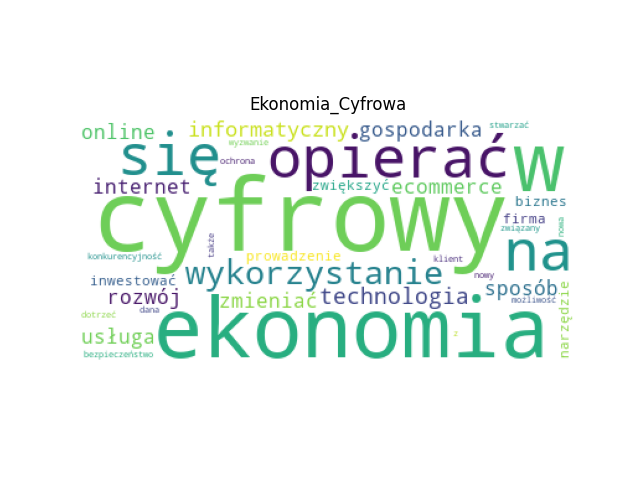 Ekonomia_Cyfrowa
online
informatyczny
gospodarka
stwarzać
się
wyzwanie
ochrona
opierać
w
internet
zwiększyć
ecommerce
biznes
cyfrowy
firma
związany
nowa
także
na
konkurencyjność
prowadzenie
klient
inwestować
wykorzystanie
nowy
sposób
rozwój
dana
zmieniać
technologia
możliwość
narzędzie
dotrzeć
usługa
ekonomia
z
bezpieczeństwo